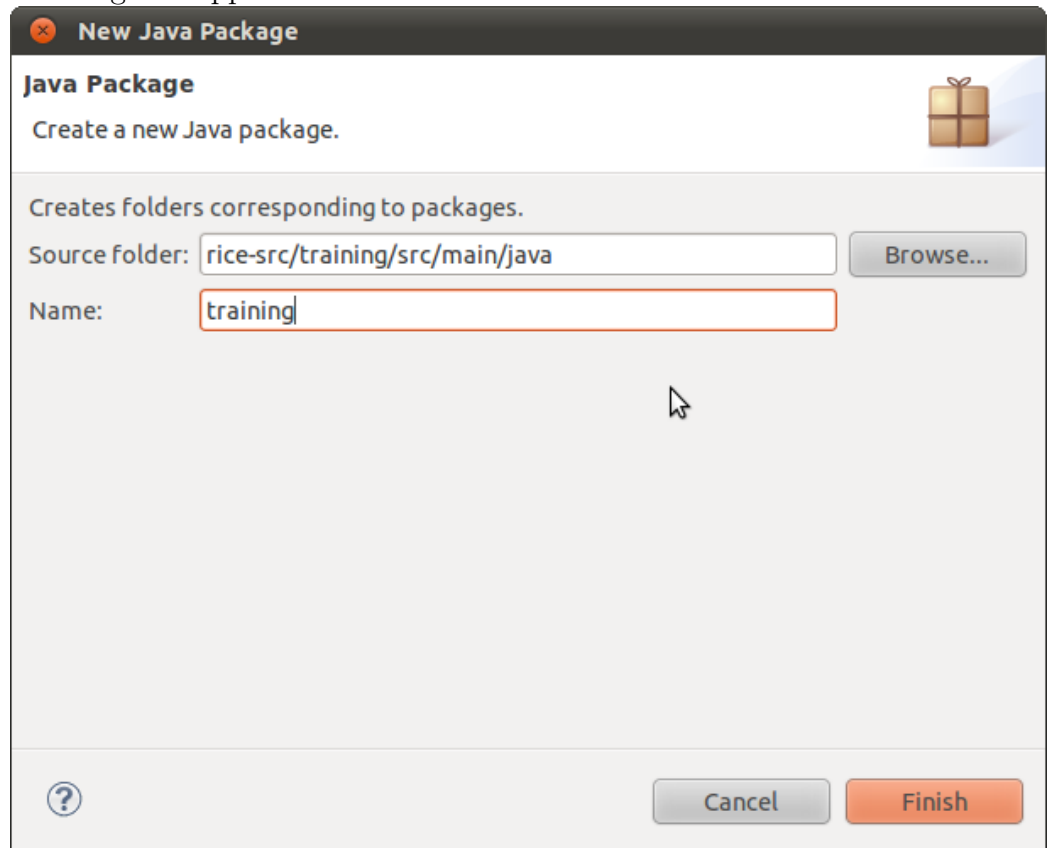 New Java Package
Java Package
Create a new Java package.
Creates folders corresponding to packages.
Source folder: rice-src/training/src/main/java Browse...
Name: training
? Cancel Finish